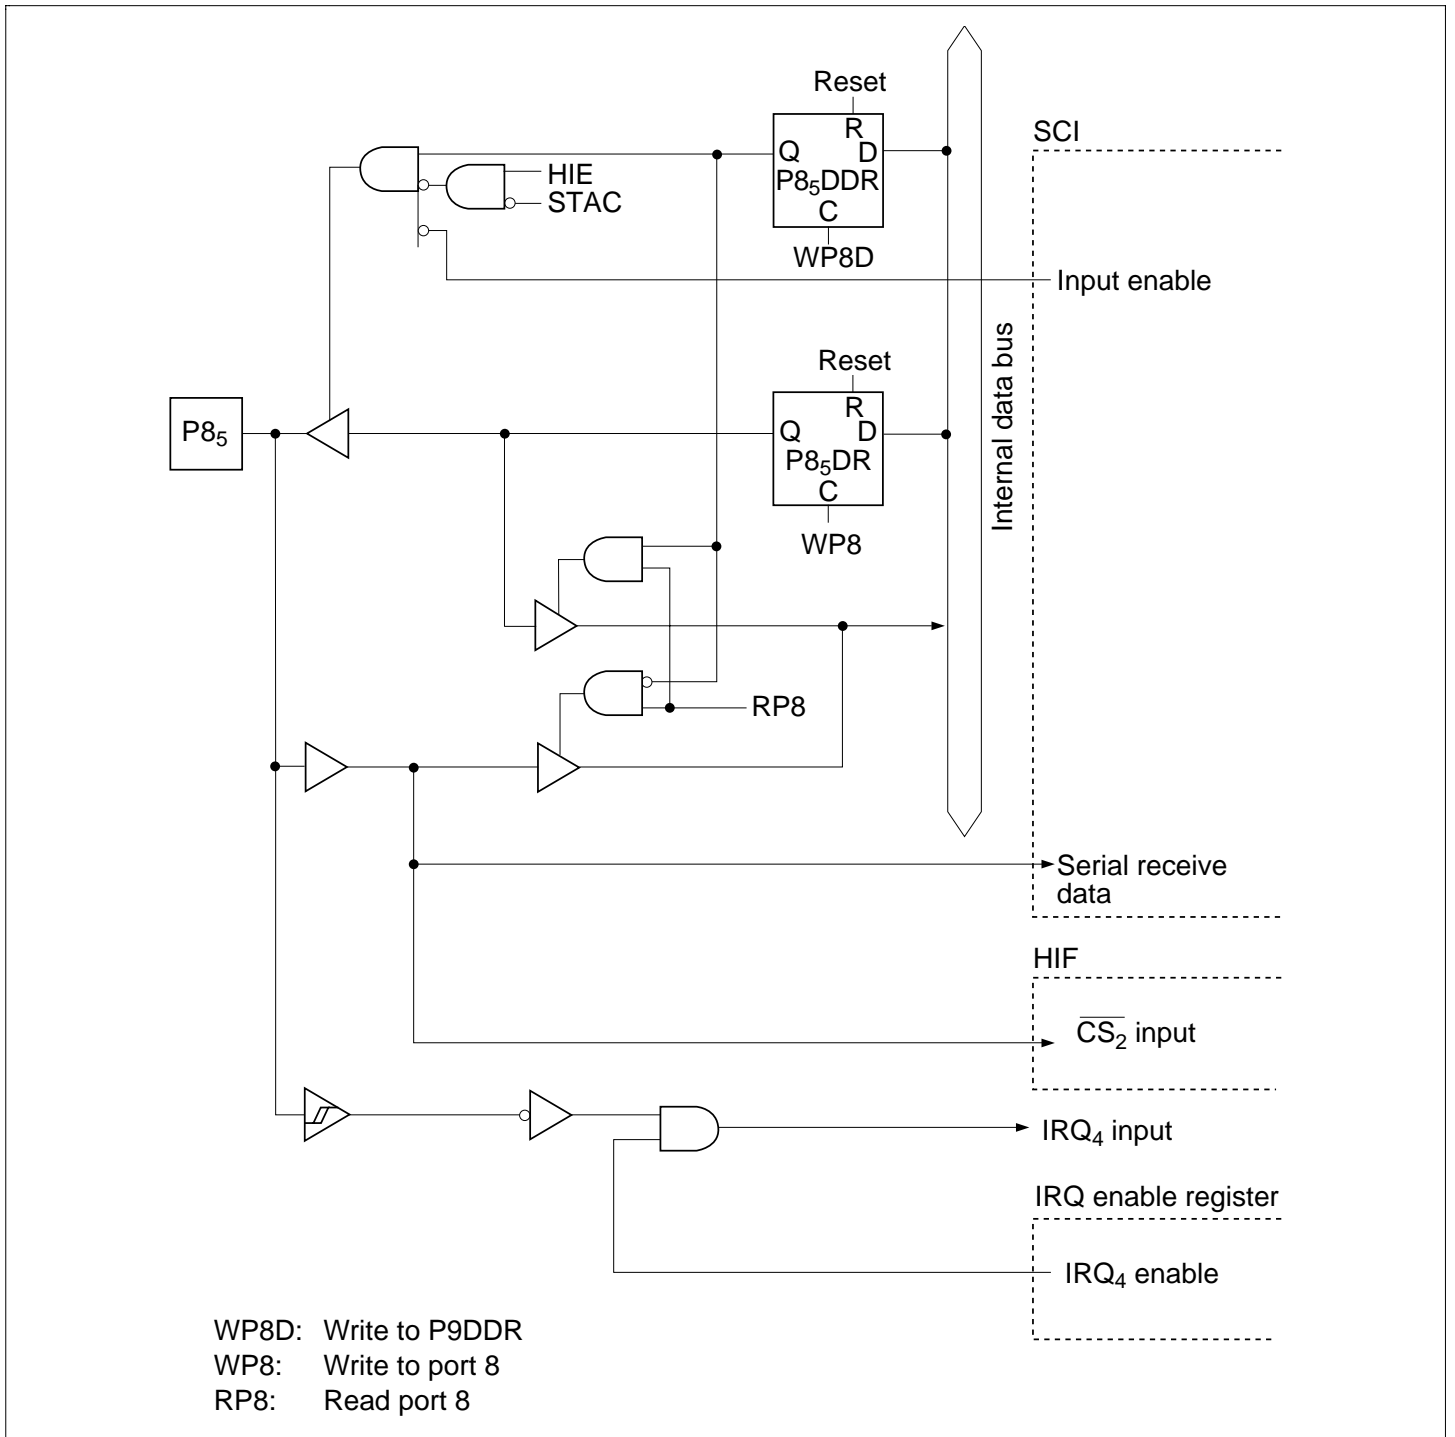 Reset
R
SCI
Q
D
HIE
P8₅DDR
STAC
C
WP8D
Input enable
Internal data bus
Reset
R
P8₅
Q
D
P8₅DR
C
WP8
RP8
Serial receive
data
HIF
C̅S̅₂ input
IRQ₄ input
IRQ enable register
IRQ₄ enable
WP8D: Write to P9DDR
WP8: Write to port 8
RP8: Read port 8